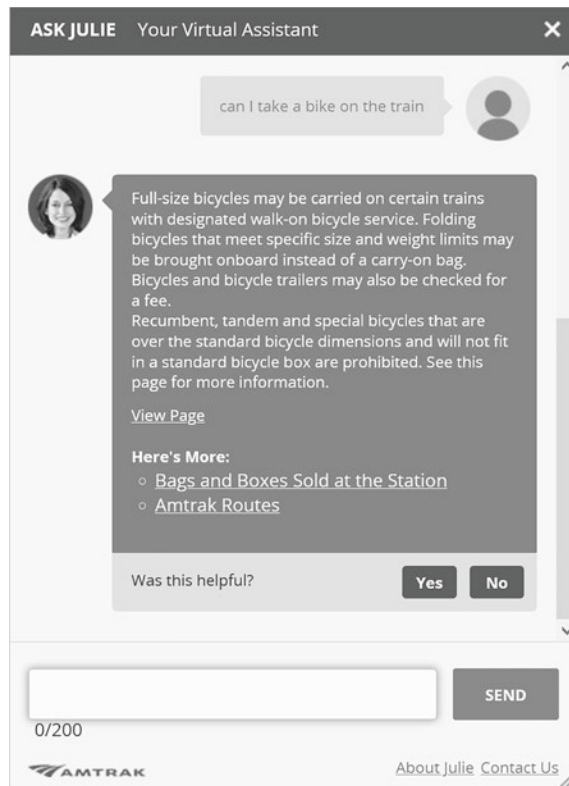 ASK JULIE Your Virtual Assistant
can I take a bike on the train
Full-size bicycles may be carried on certain trains
with designated walk-on bicycle service. Folding
bicycles that meet specific size and weight limits may
be brought onboard instead of a carry-on bag.
Bicycles and bicycle trailers may also be checked for
a fee.
Recumbent, tandem and special bicycles that are
over the standard bicycle dimensions and will not fit
in a standard bicycle box are prohibited. See this
page for more information.
View Page
Here's More:
Bags and Boxes Sold at the Station
Amtrak Routes
Was this helpful? Yes No
SEND
0/200
AMTRAK About Julie Contact Us